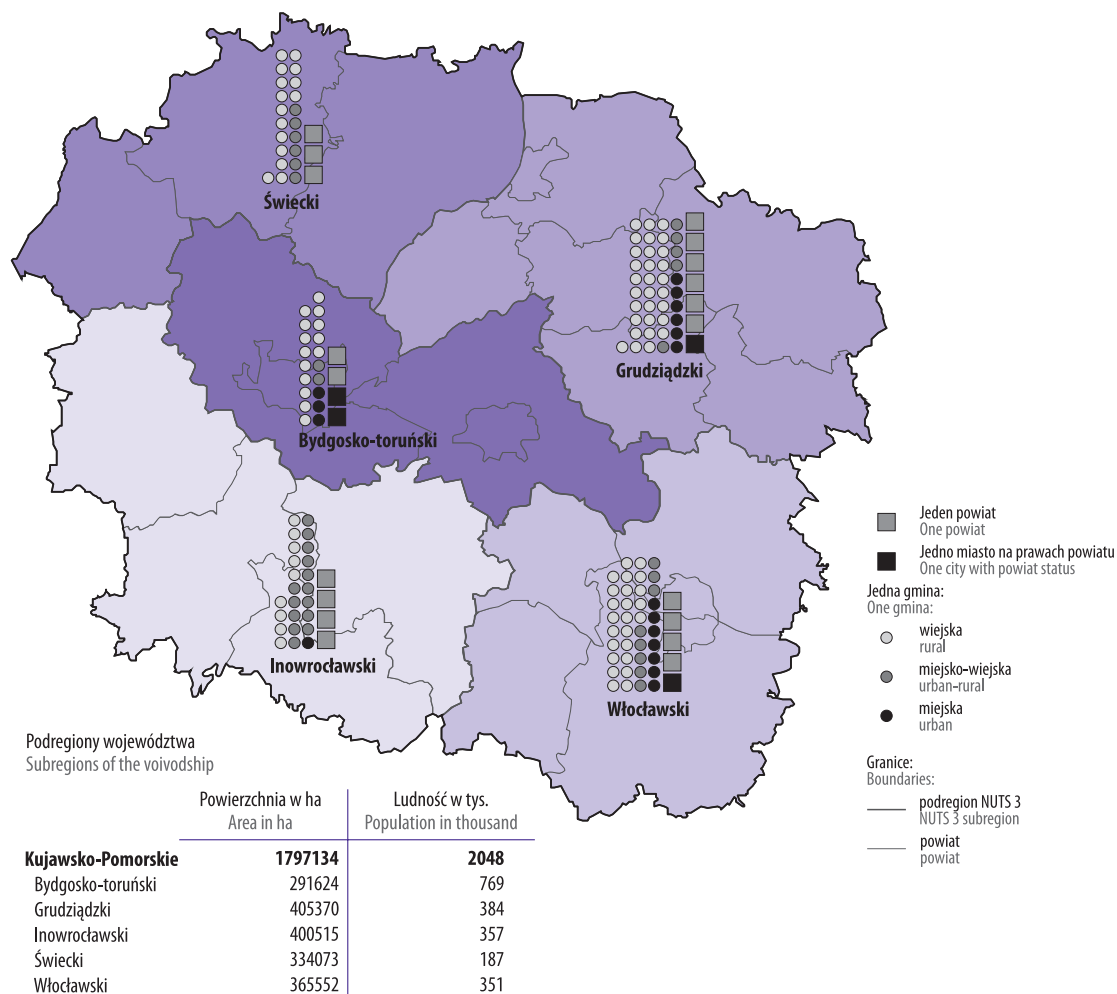 Świecki
Grudziądzki
Bydgosko-toruński
Inowrocławski
Włocławski
Jeden powiat
One powiat
Jedno miasto na prawach powiatu
One city with powiat status
Jedna gmina:
One gmina:
wiejska
rural
miejsko-wiejska
urban-rural
miejska
urban
Granice:
Boundaries:
podregion NUTS 3
NUTS 3 subregion
powiat
powiat
Podregiony województwa
Subregions of the voivodship
Powierzchnia w ha Ludność w tys.
Area in ha Population in thousand
Kujawsko-Pomorskie 1797134 2048
Bydgosko-toruński 291624 769
Grudziądzki 405370 384
Inowrocławski 400515 357
Świecki 334073 187
Włocławski 365552 351